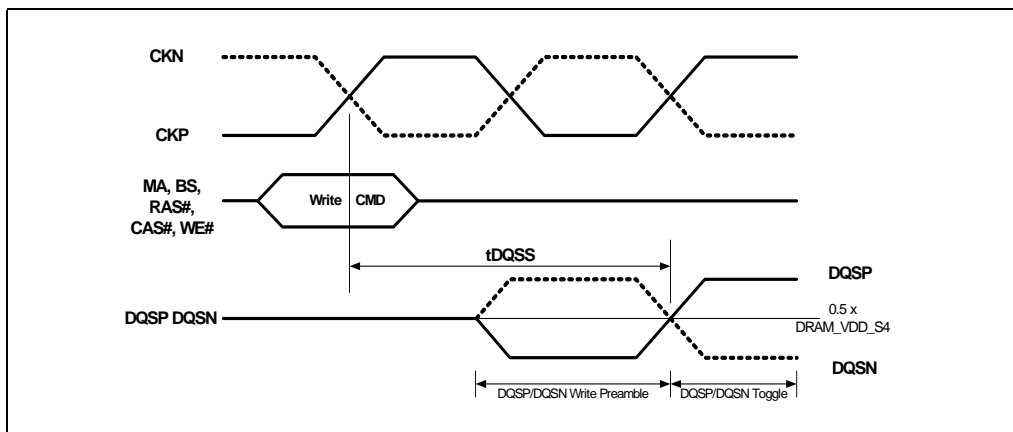 CKN
CKP
MA, BS,
RAS#,
CAS#, WE#
Write CMD
tDQSS
DQSP
DQSP DQSN
0.5 x
DRAM_VDD_S4
DQSN
DQSP/DQSN Write Preamble
DQSP/DQSN Toggle